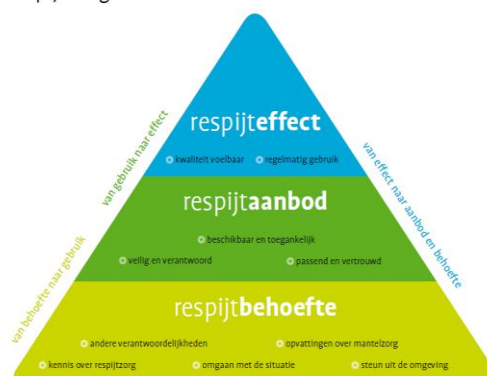 respijteffect
kwaliteit voelbaar
regelmatig gebruik
respijtaanbod
beschikbaar en toegankelijk
veilig en verantwoord
passend en vertrouwd
respijtbehoefte
andere verantwoordelijkheden
opvattingen over mantelzorg
kennis over respijtzorg
omgaan met de situatie
steun uit de omgeving
van behoefte naar gebruik
van gebruik naar effect
van effect naar aanbod en behoefte